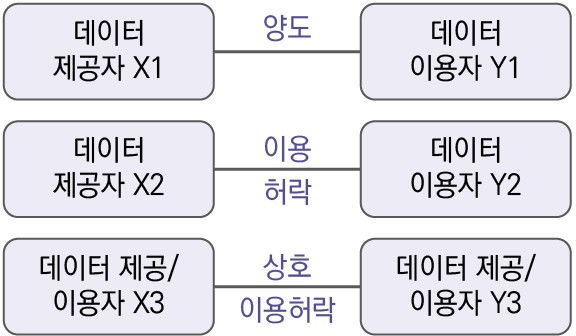 데이터
제공자 X1
양도
데이터
이용자 Y1
데이터
제공자 X2
이용
허락
데이터
이용자 Y2
데이터 제공/
이용자 X3
상호
이용허락
데이터 제공/
이용자 Y3